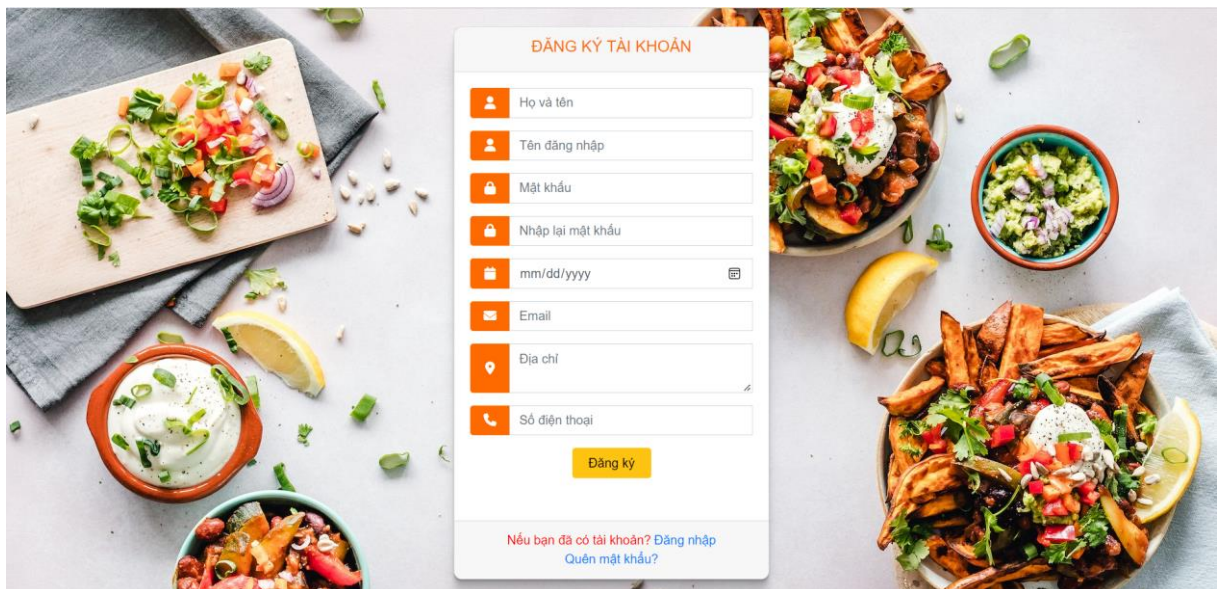 ĐĂNG KÝ TÀI KHOẢN
Họ và tên
Tên đăng nhập
Mật khẩu
Nhập lại mật khẩu
mm/dd/yyyy
Email
Địa chỉ
Số điện thoại
Đăng ký
Nếu bạn đã có tài khoản? Đăng nhập
Quên mật khẩu?